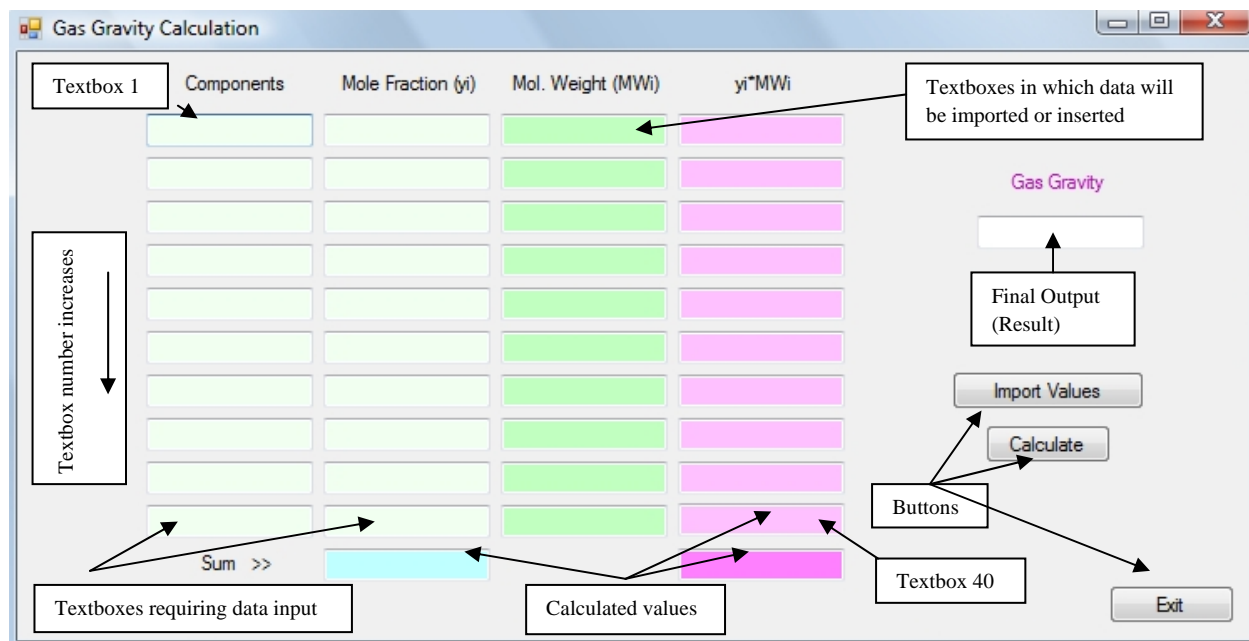 Gas Gravity Calculation
Textbox 1
Components
Mole Fraction (yi)
Mol. Weight (MWi)
yi*MWi
Textboxes in which data will
be imported or inserted
Gas Gravity
Textbox number increases
Final Output
(Result)
Import Values
Calculate
Buttons
Sum >>
Textboxes requiring data input
Calculated values
Textbox 40
Exit